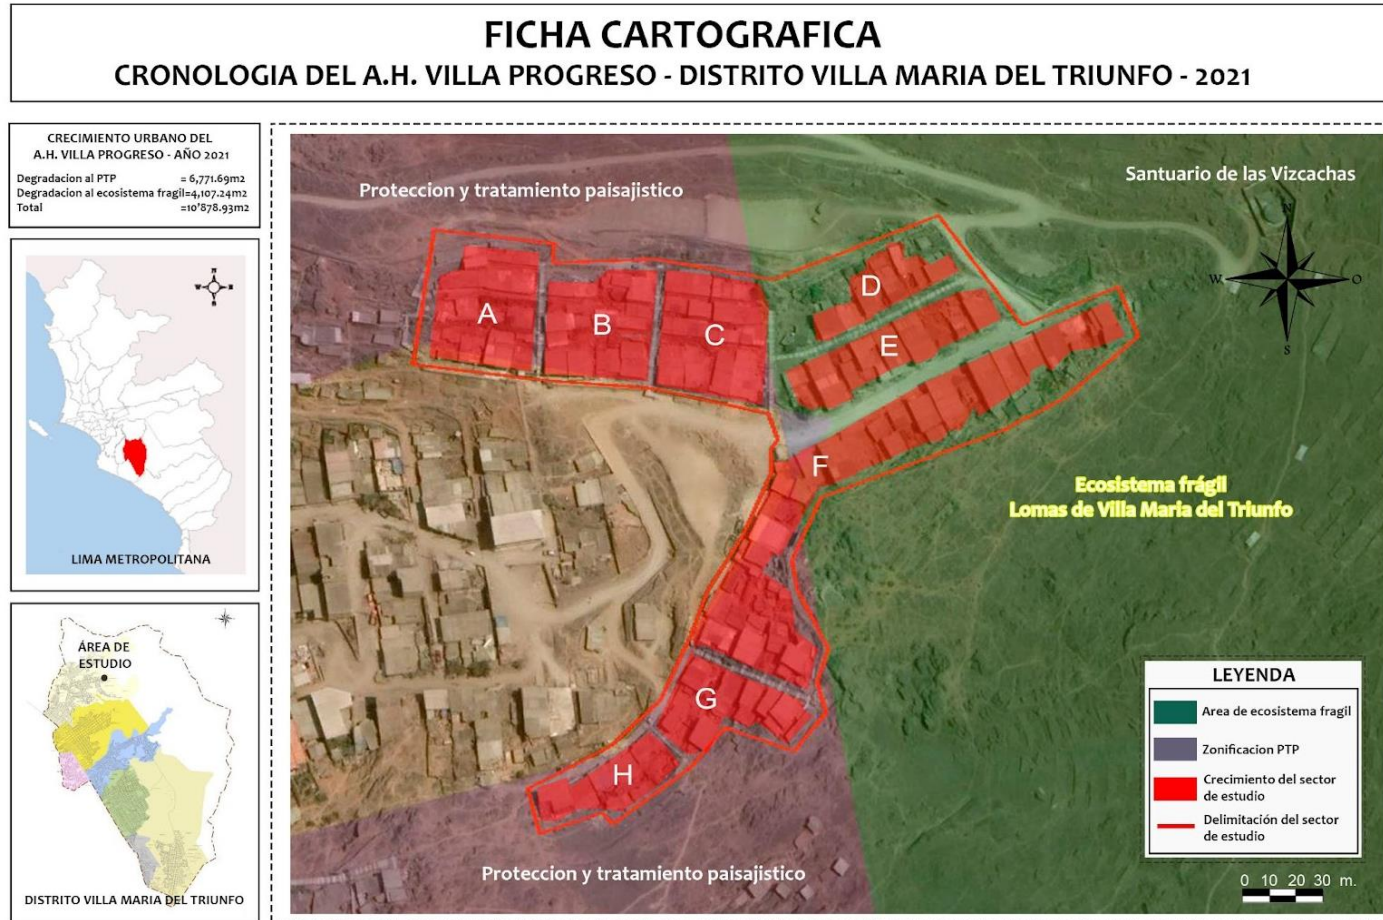 FICHA CARTOGRAFICA
CRONOLOGIA DEL A.H. VILLA PROGRESO - DISTRITO VILLA MARIA DEL TRIUNFO - 2021
CRECIMIENTO URBANO DEL
A.H. VILLA PROGRESO - AÑO 2021
Degradacion al PTP = 6,771.69m2
Degradacion al ecosistema fragil=4,107.24m2
Total =10'878.93m2
LIMA METROPOLITANA
ÁREA DE
ESTUDIO
DISTRITO VILLA MARIA DEL TRIUNFO
Proteccion y tratamiento paisajistico
Santuario de las Vizcachas
N
W
O
S
A
B
C
D
E
F
G
H
Ecosistema frágil
Lomas de Villa Maria del Triunfo
Proteccion y tratamiento paisajistico
LEYENDA
Area de ecosistema fragil
Zonificacion PTP
Crecimiento del sector
de estudio
Delimitación del sector
de estudio
0 10 20 30 m.